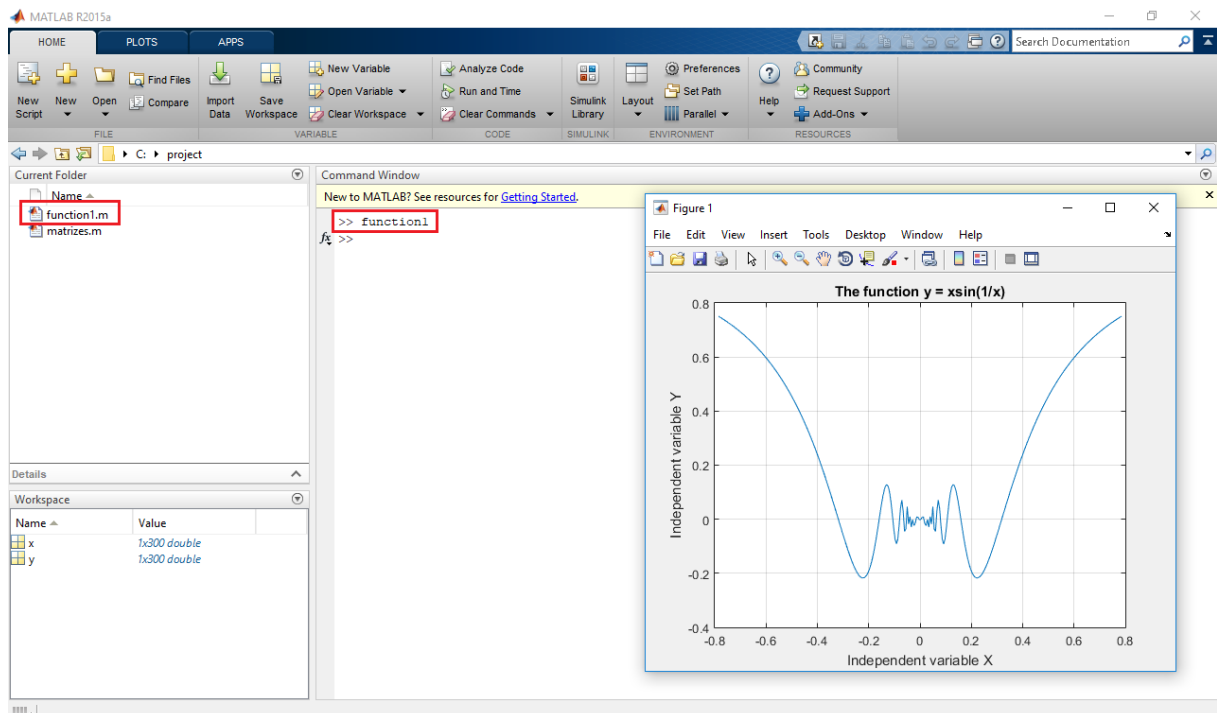 MATLAB R2015a
HOME PLOTS APPS
Search Documentation
New Script
New
Open
Find Files
Compare
FILE
Import Data
Save Workspace
New Variable
Open Variable
Clear Workspace
VARIABLE
Analyze Code
Run and Time
Clear Commands
CODE
Simulink Library
SIMULINK
Layout
Preferences
Set Path
Parallel
ENVIRONMENT
Help
Community
Request Support
Add-Ons
RESOURCES
C: project
Current Folder
Name
function1.m
matrizes.m
Details
Workspace
Name Value
x 1x300 double
y 1x300 double
Command Window
New to MATLAB? See resources for Getting Started.
>> function1
fx >>
Figure 1
File Edit View Insert Tools Desktop Window Help
The function y = xsin(1/x)
Independent variable Y
0.8
0.6
0.4
0.2
0
-0.2
-0.4
-0.8 -0.6 -0.4 -0.2 0 0.2 0.4 0.6 0.8
Independent variable X